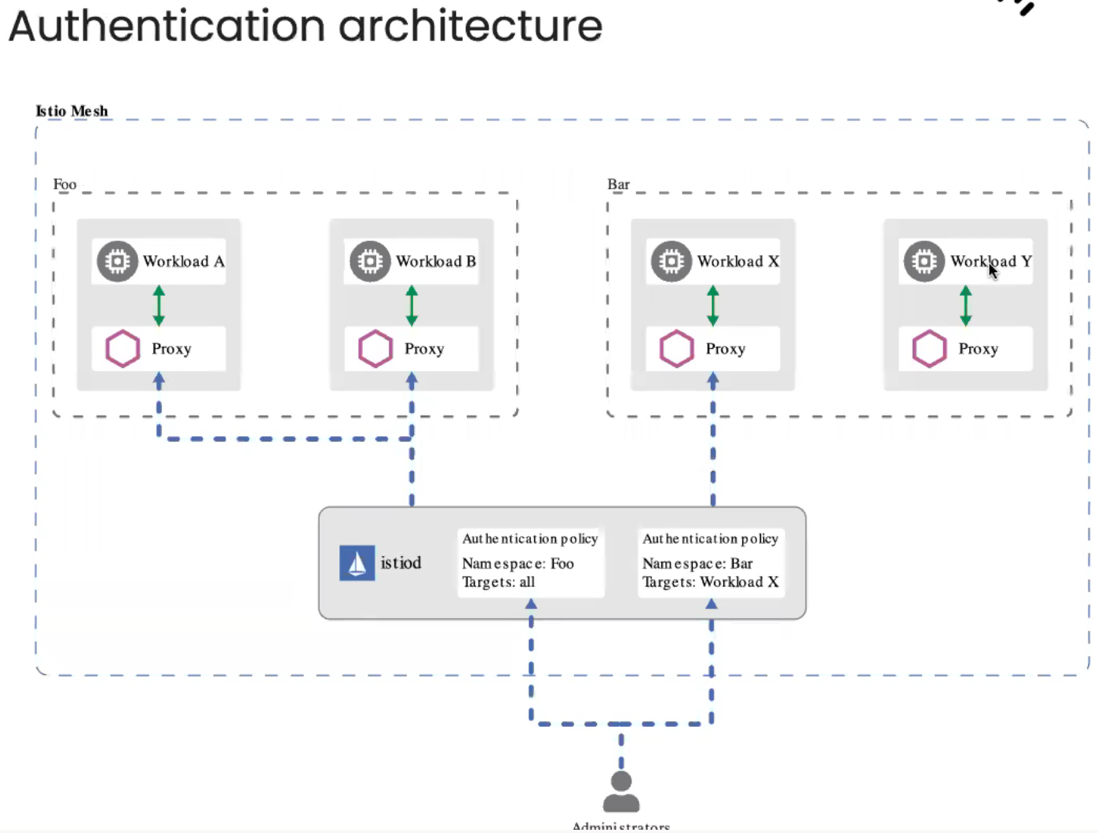 Authentication architecture
Istio Mesh
Foo
Bar
Workload A
Workload B
Workload X
Workload Y
Proxy
Proxy
Proxy
Proxy
istiod
Authentication policy
Namespace: Foo
Targets: all
Authentication policy
Namespace: Bar
Targets: Workload X
Administrators